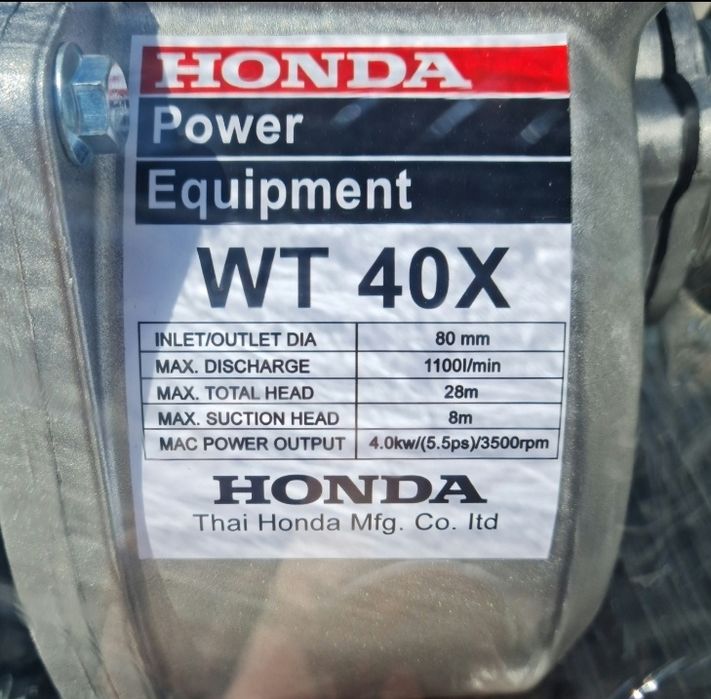 HONDA
Power
Equipment
WT 40X
INLET/OUTLET DIA 80 mm
MAX. DISCHARGE 1100l/min
MAX. TOTAL HEAD 28m
MAX. SUCTION HEAD 8m
MAC POWER OUTPUT 4.0kw/(5.5ps)/3500rpm
HONDA
Thai Honda Mfg. Co. ltd